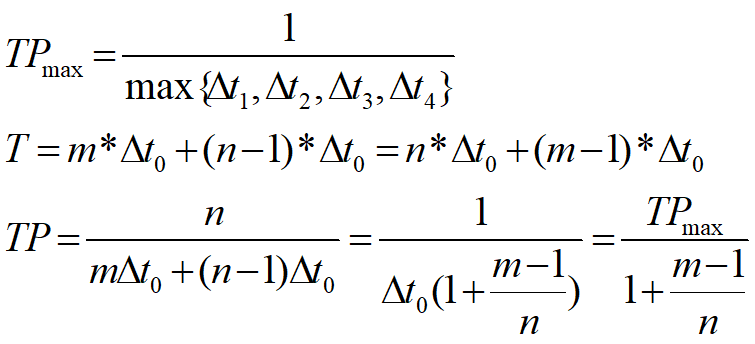 TP_max = 1 / max{Δt_1, Δt_2, Δt_3, Δt_4}
T = m*Δt_0 + (n−1)*Δt_0 = n*Δt_0 + (m−1)*Δt_0
TP = n / (mΔt_0 + (n−1)Δt_0) = 1 / (Δt_0(1 + (m−1)/n)) = TP_max / (1 + (m−1)/n)